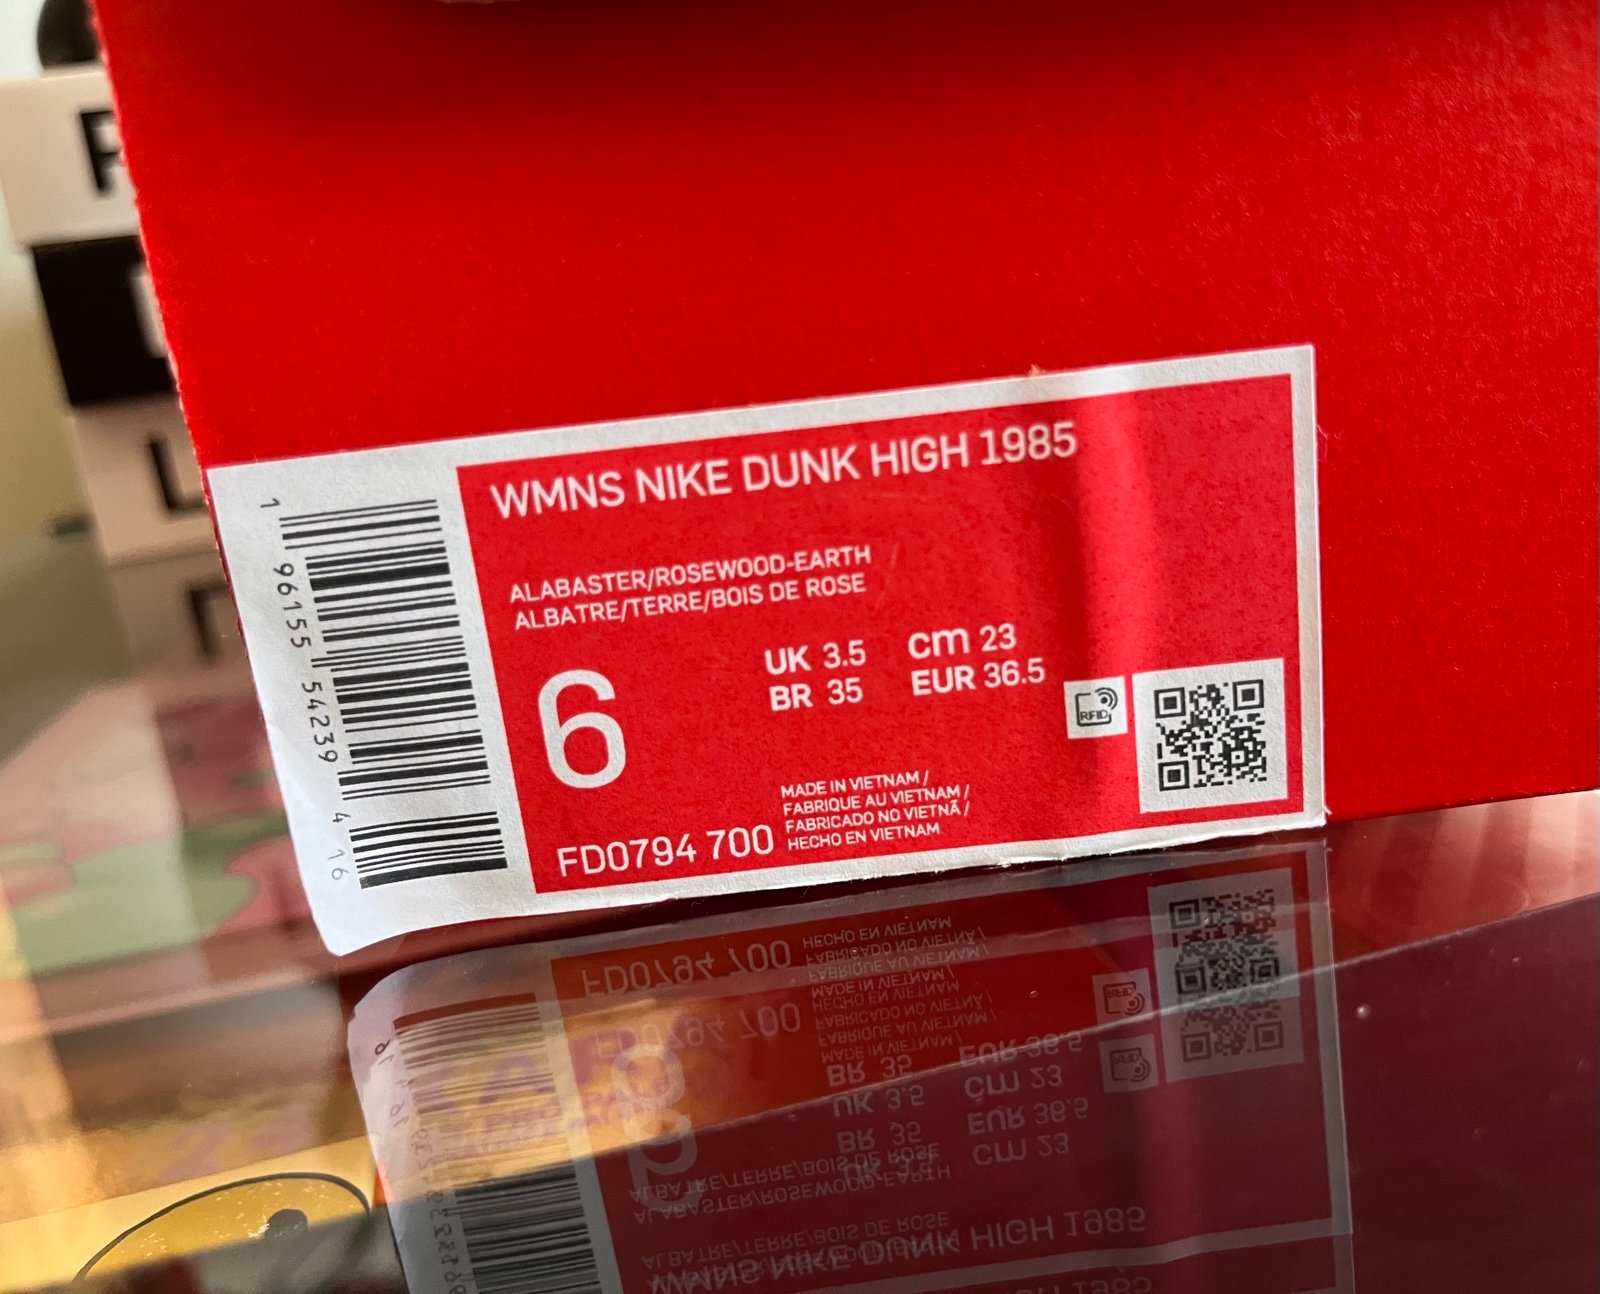 WMNS NIKE DUNK HIGH 1985
ALABASTER/ROSEWOOD-EARTH
ALBATRE/TERRE/BOIS DE ROSE
6
UK 3.5
cm 23
BR 35
EUR 36.5
RFID
FD0794 700
MADE IN VIETNAM /
FABRIQUE AU VIETNAM /
FABRICADO NO VIETNÃ /
HECHO EN VIETNAM
1 96155 54239 4 16